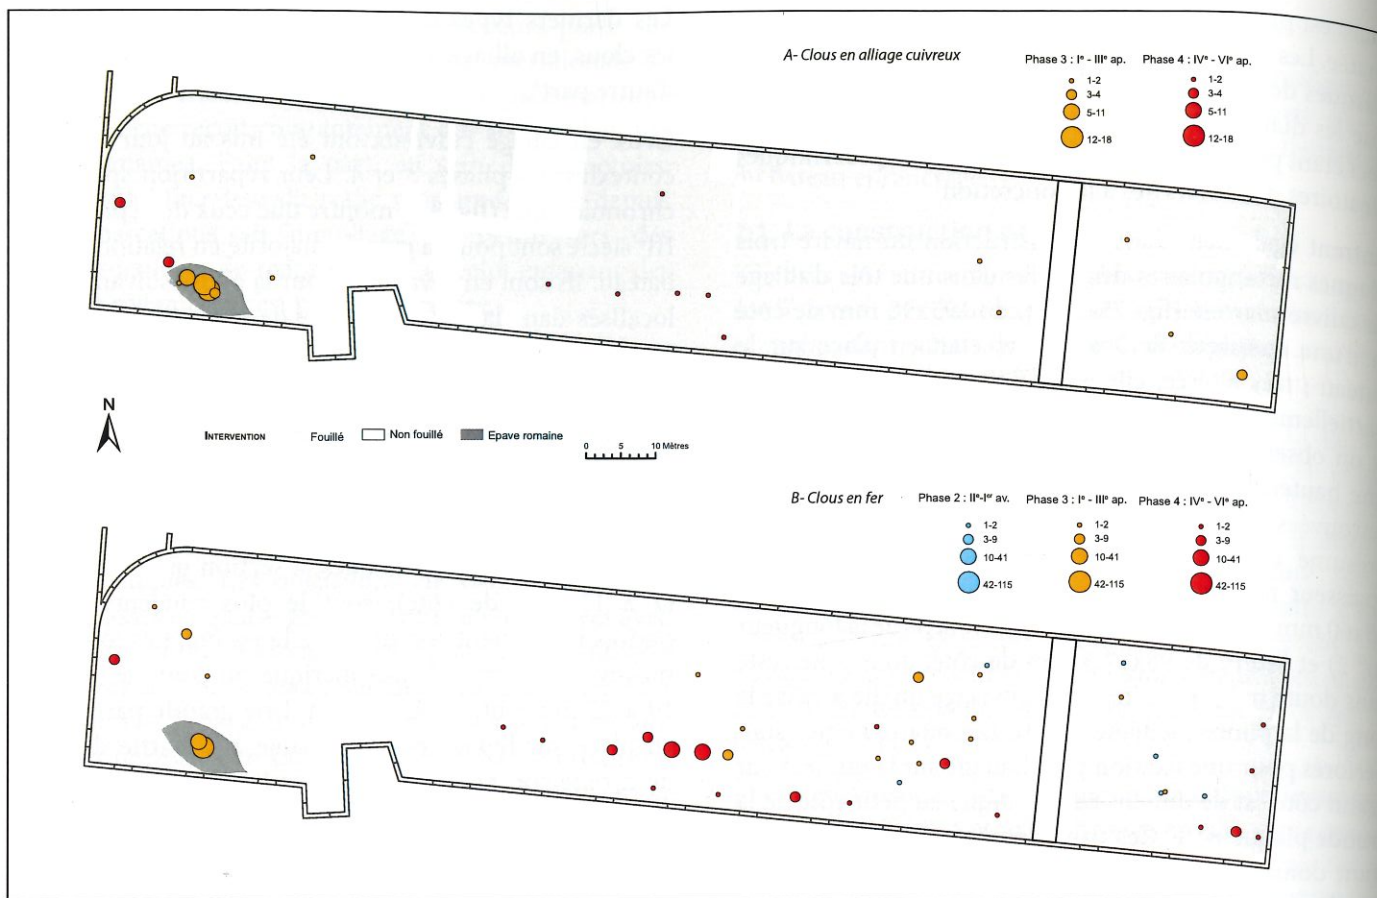 A- Clous en alliage cuivreux
Phase 3 : Iᵉ - IIIᵉ ap.
1-2
3-4
5-11
12-18
Phase 4 : IVᵉ - VIᵉ ap.
1-2
3-4
5-11
12-18
N
INTERVENTION Fouillé Non fouillé Epave romaine
0 5 10 Mètres
B- Clous en fer
Phase 2 : IIᵉ-Iᵉʳ av.
1-2
3-9
10-41
42-115
Phase 3 : Iᵉ - IIIᵉ ap.
1-2
3-9
10-41
42-115
Phase 4 : IVᵉ - VIᵉ ap.
1-2
3-9
10-41
42-115